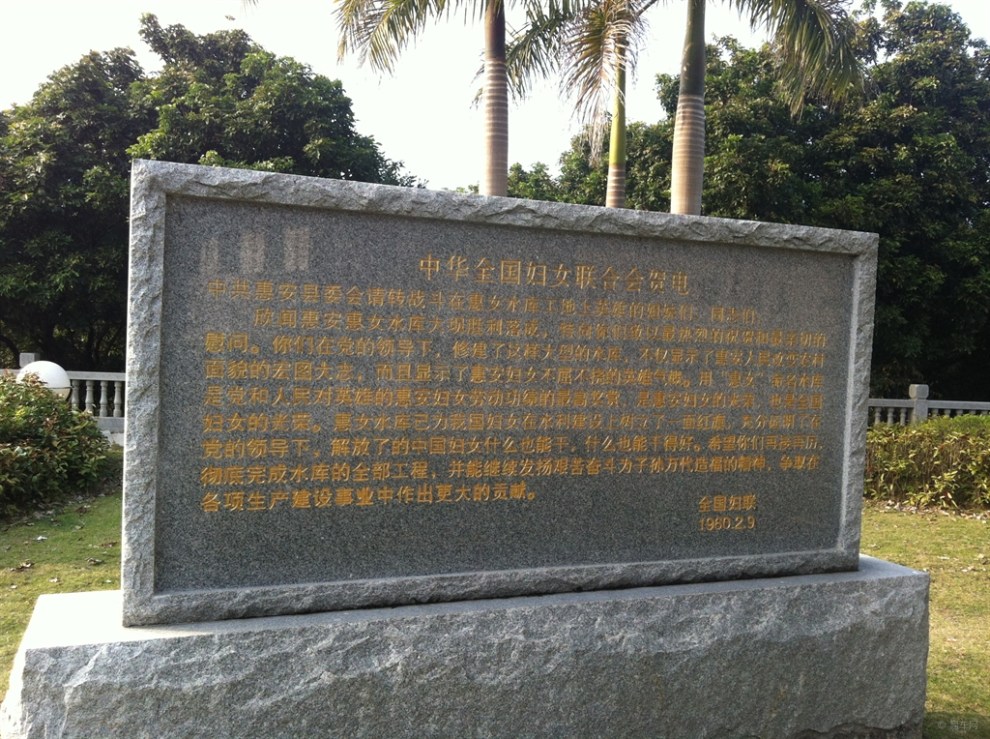 中华全国妇女联合会贺电
中共惠安县委会请转战斗在惠女水库工地上英雄的姐妹们、同志们：
欣闻惠安惠女水库大功胜利落成，特向你们致以最热烈的祝贺和最亲切的
慰问。你们在党的领导下，修建了这样大型的水库，不仅显示了惠安人民改变农村
面貌的宏图大志，而且显示了惠安妇女不屈不挠的英雄气概。用“惠女”命名水库
是党和人民对英雄的惠安妇女劳动功绩的最高奖赏，是惠安妇女的光荣，也是全国
妇女的光荣。惠女水库已为我国妇女在水利建设上树立了一面红旗，充分说明了在
党的领导下，解放了的中国妇女什么也能干，什么也能干得好。希望你们再接再厉，
彻底完成水库的全部工程，并能继续发扬艰苦奋斗为子孙万代造福的精神，争取在
各项生产建设事业中作出更大的贡献。
全国妇联
1960.2.9